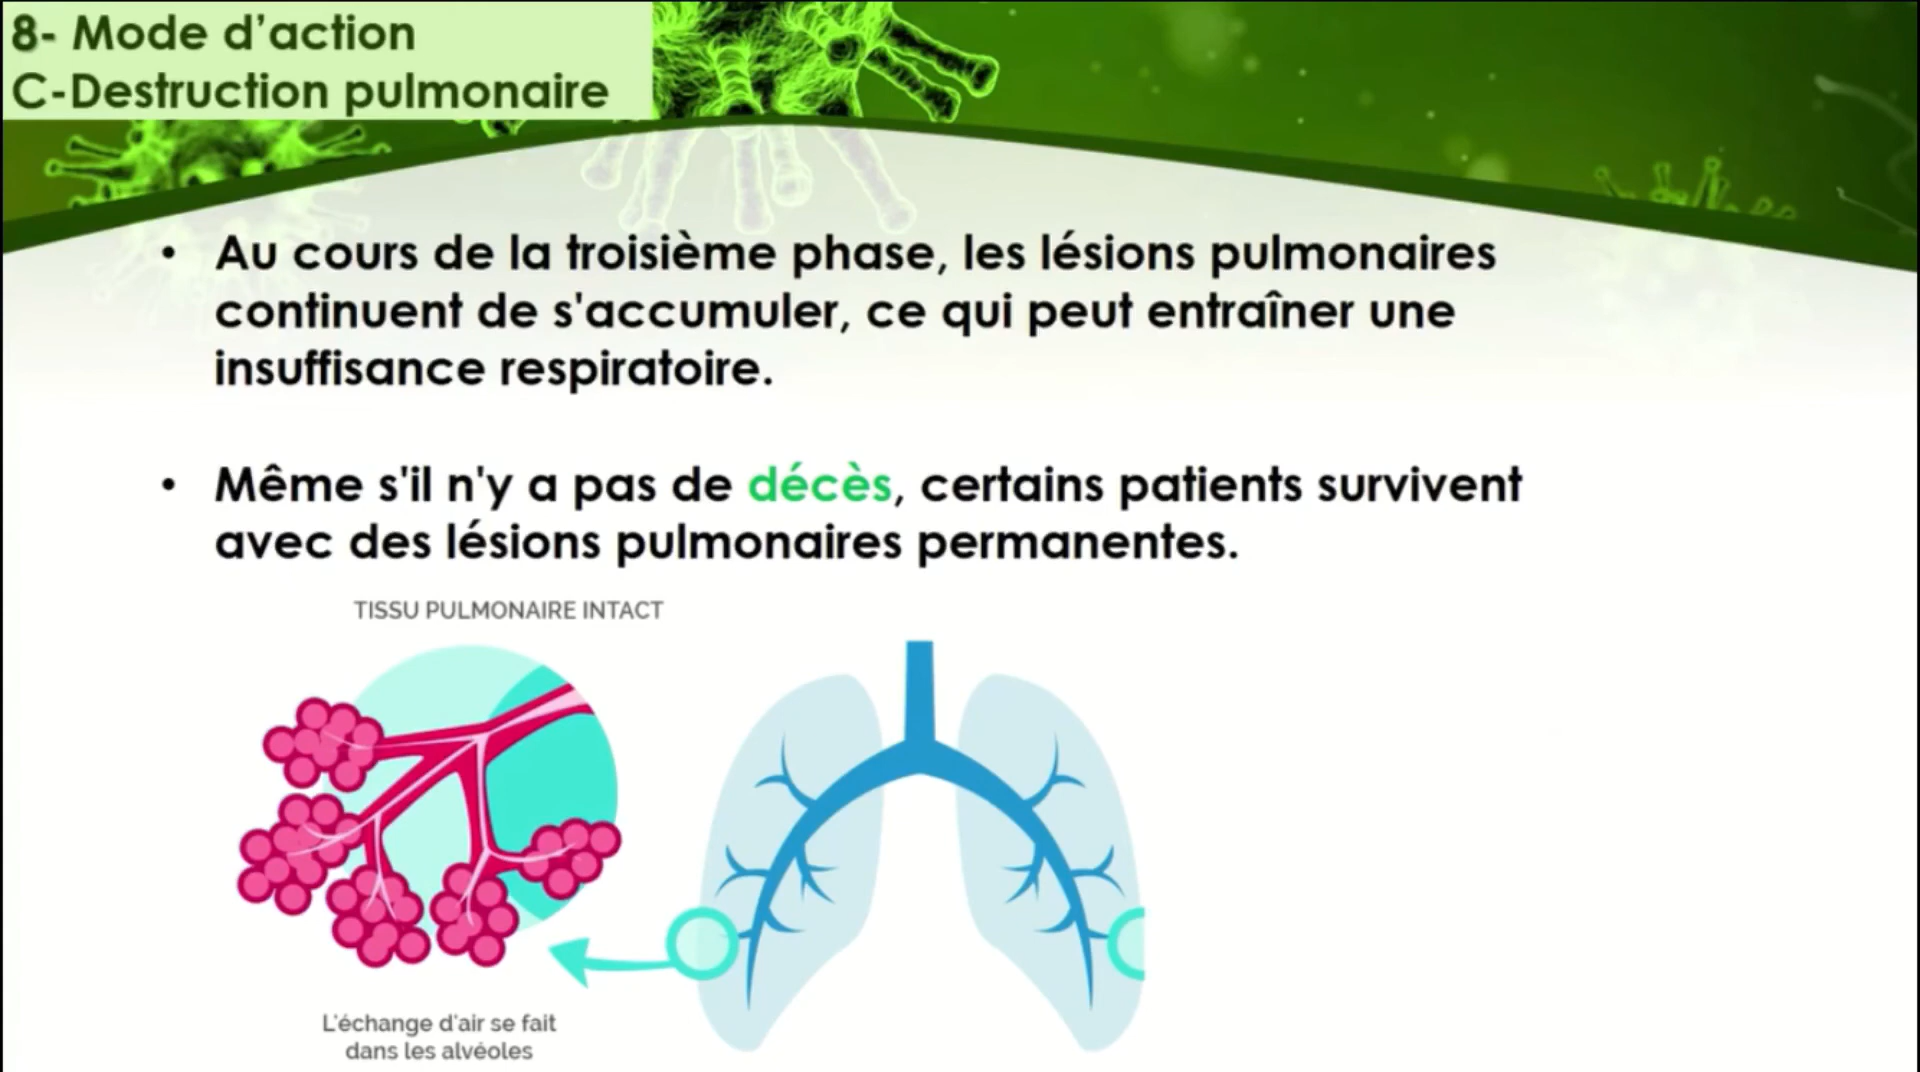 8- Mode d’action
C-Destruction pulmonaire
• Au cours de la troisième phase, les lésions pulmonaires
continuent de s'accumuler, ce qui peut entraîner une
insuffisance respiratoire.
• Même s'il n'y a pas de décès, certains patients survivent
avec des lésions pulmonaires permanentes.
TISSU PULMONAIRE INTACT
L'échange d'air se fait
dans les alvéoles